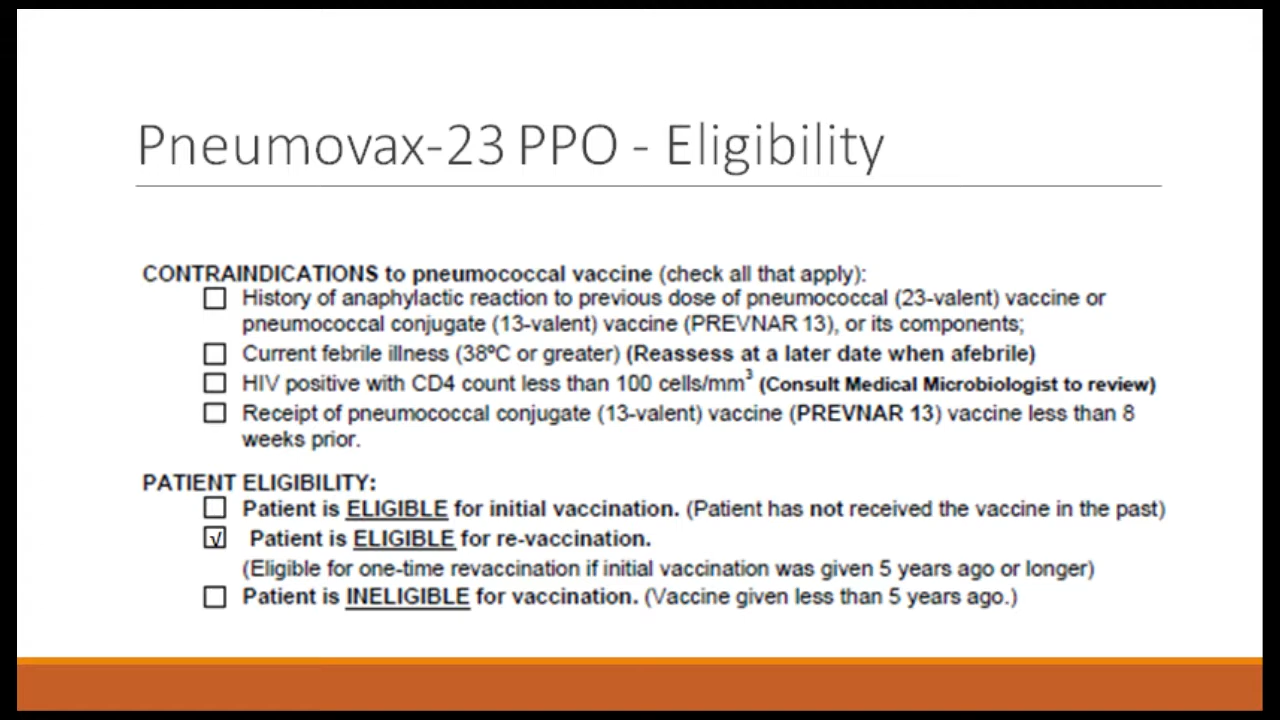 Pneumovax-23 PPO - Eligibility
CONTRAINDICATIONS to pneumococcal vaccine (check all that apply):
History of anaphylactic reaction to previous dose of pneumococcal (23-valent) vaccine or
pneumococcal conjugate (13-valent) vaccine (PREVNAR 13), or its components;
Current febrile illness (38ºC or greater) (Reassess at a later date when afebrile)
HIV positive with CD4 count less than 100 cells/mm³ (Consult Medical Microbiologist to review)
Receipt of pneumococcal conjugate (13-valent) vaccine (PREVNAR 13) vaccine less than 8
weeks prior.
PATIENT ELIGIBILITY:
Patient is ELIGIBLE for initial vaccination. (Patient has not received the vaccine in the past)
√ Patient is ELIGIBLE for re-vaccination.
(Eligible for one-time revaccination if initial vaccination was given 5 years ago or longer)
Patient is INELIGIBLE for vaccination. (Vaccine given less than 5 years ago.)